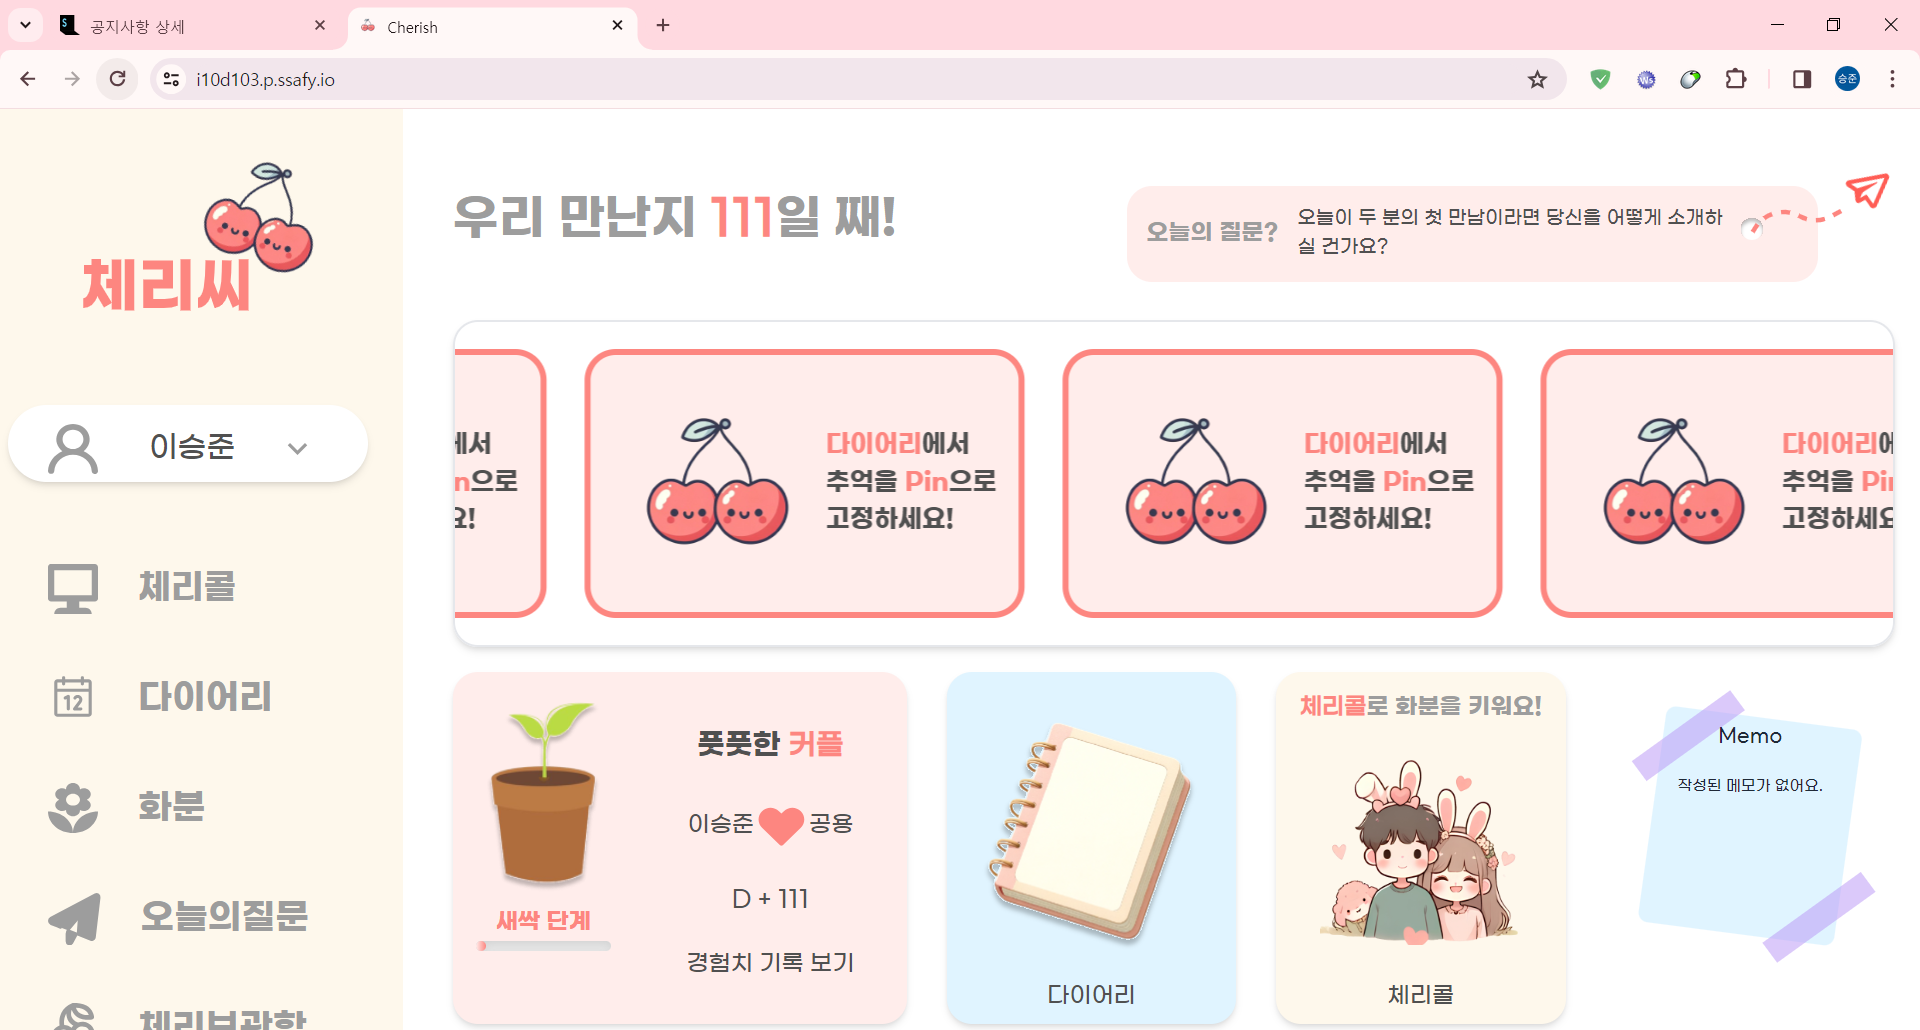 공지사항 상세
Cherish
i10d103.p.ssafy.io
승준
체리씨
이승준
체리콜
12
다이어리
화분
오늘의질문
체리보관함
우리 만난지 111일 째!
오늘의 질문?
오늘이 두 분의 첫 만남이라면 당신을 어떻게 소개하
실 건가요?
에서
n으로
요!
다이어리에서
추억을 Pin으로
고정하세요!
다이어리에서
추억을 Pin으로
고정하세요!
다이어리에
추억을 Pin
고정하세요
새싹 단계
풋풋한 커플
이승준 공용
D + 111
경험치 기록 보기
다이어리
체리콜로 화분을 키워요!
체리콜
Memo
작성된 메모가 없어요.